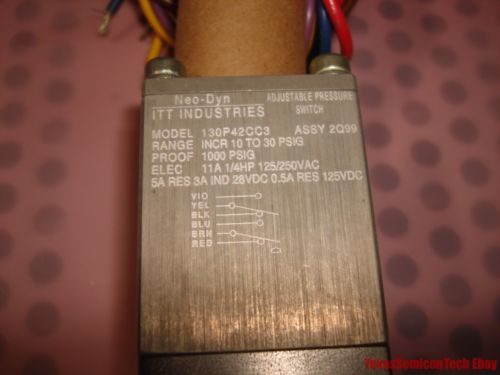 Neo-Dyn
ADJUSTABLE PRESSURE
ITT INDUSTRIES
SWITCH
MODEL 130P42CC3 ASSY 2Q99
RANGE INCR 10 TO 30 PSIG
PROOF 1000 PSIG
ELEC 11A 1/4HP 125/250VAC
5A RES 3A IND 28VDC 0.5A RES 125VDC
VIO
YEL
BLK
BLU
BRN
RED
TexasSemiconTech Ebay